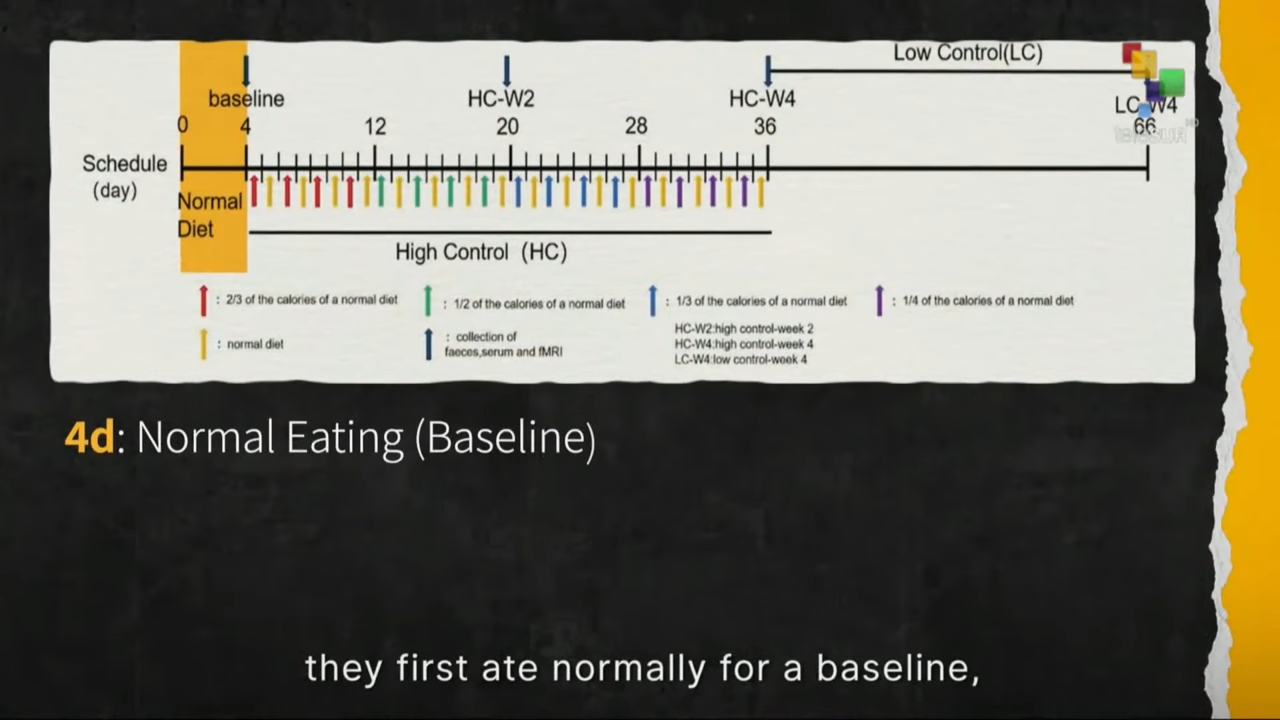 Low Control(LC)
baseline
HC-W2
HC-W4
LC-W4
0
4
12
20
28
36
66
Schedule
(day)
Normal
Diet
High Control (HC)
: 2/3 of the calories of a normal diet
: 1/2 of the calories of a normal diet
: 1/3 of the calories of a normal diet
: 1/4 of the calories of a normal diet
: normal diet
: collection of
faeces,serum and fMRI
HC-W2:high control-week 2
HC-W4:high control-week 4
LC-W4:low control-week 4
4d: Normal Eating (Baseline)
they first ate normally for a baseline,